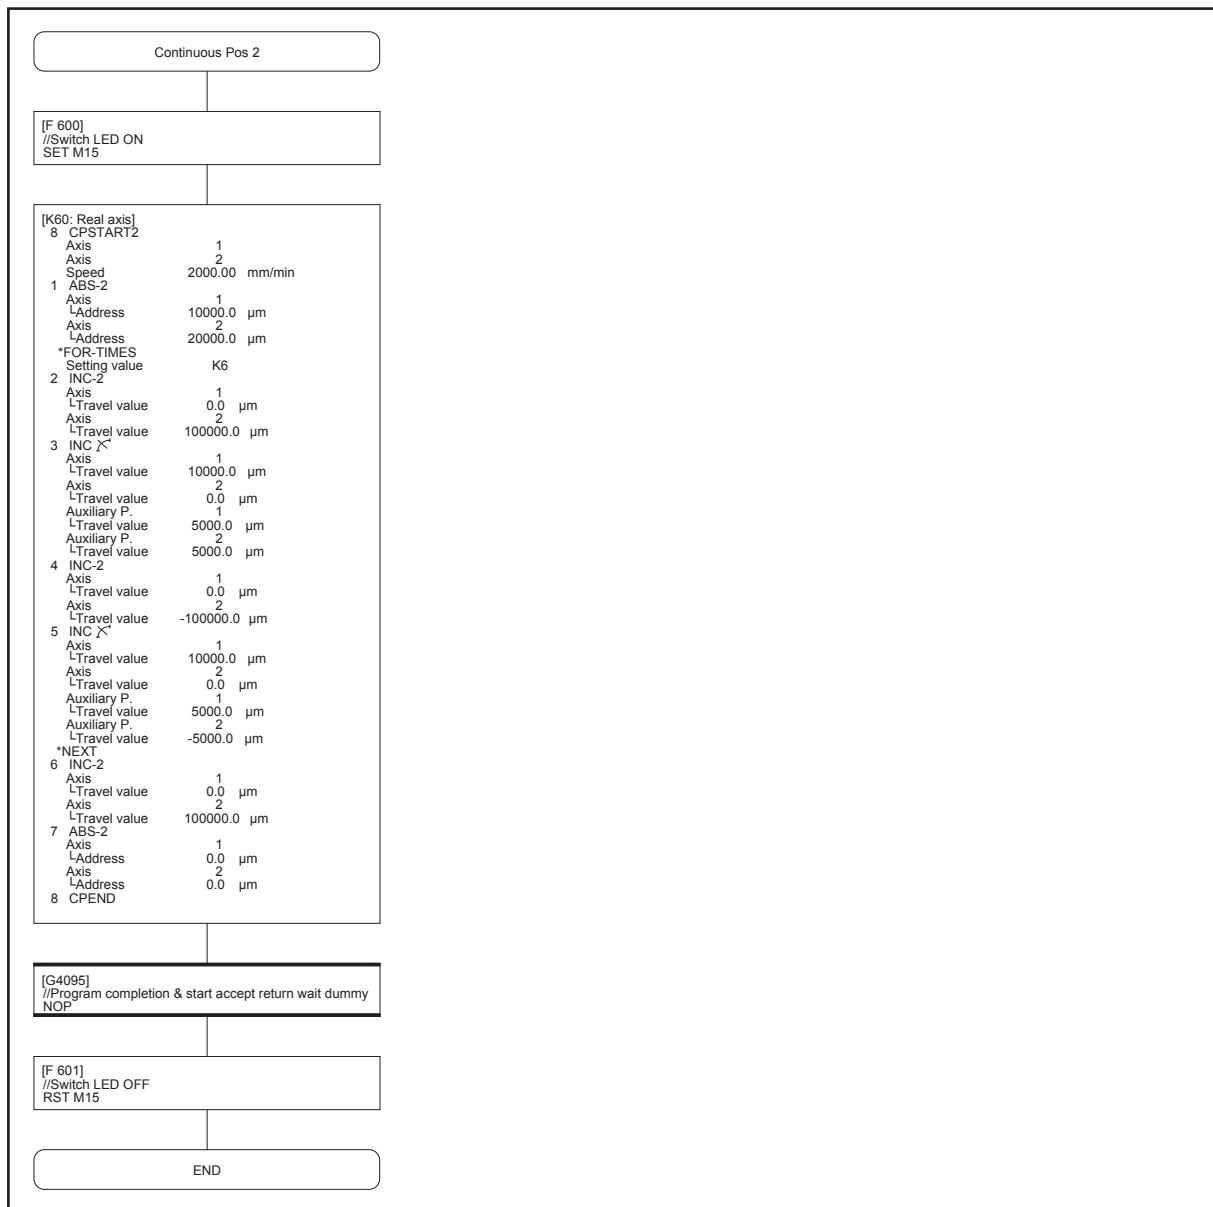 Continuous Pos 2
[F 600]
//Switch LED ON
SET M15
[K60: Real axis]
8 CPSTART2
Axis 1
Axis 2
Speed 2000.00 mm/min
1 ABS-2
Axis 1
└Address 10000.0 µm
Axis 2
└Address 20000.0 µm
*FOR-TIMES
Setting value K6
2 INC-2
Axis 1
└Travel value 0.0 µm
Axis 2
└Travel value 100000.0 µm
3 INC
Axis 1
└Travel value 10000.0 µm
Axis 2
└Travel value 0.0 µm
Auxiliary P. 1
└Travel value 5000.0 µm
Auxiliary P. 2
└Travel value 5000.0 µm
4 INC-2
Axis 1
└Travel value 0.0 µm
Axis 2
└Travel value -100000.0 µm
5 INC
Axis 1
└Travel value 10000.0 µm
Axis 2
└Travel value 0.0 µm
Auxiliary P. 1
└Travel value 5000.0 µm
Auxiliary P. 2
└Travel value -5000.0 µm
*NEXT
6 INC-2
Axis 1
└Travel value 0.0 µm
Axis 2
└Travel value 100000.0 µm
7 ABS-2
Axis 1
└Address 0.0 µm
Axis 2
└Address 0.0 µm
8 CPEND
[G4095]
//Program completion & start accept return wait dummy
NOP
[F 601]
//Switch LED OFF
RST M15
END